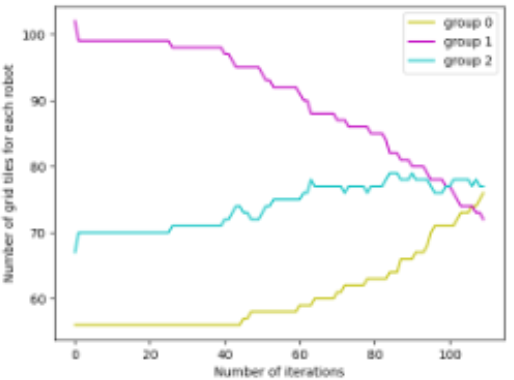 group 0
group 1
group 2
Number of grid tiles for each robot
100
90
80
70
60
0 20 40 60 80 100
Number of iterations